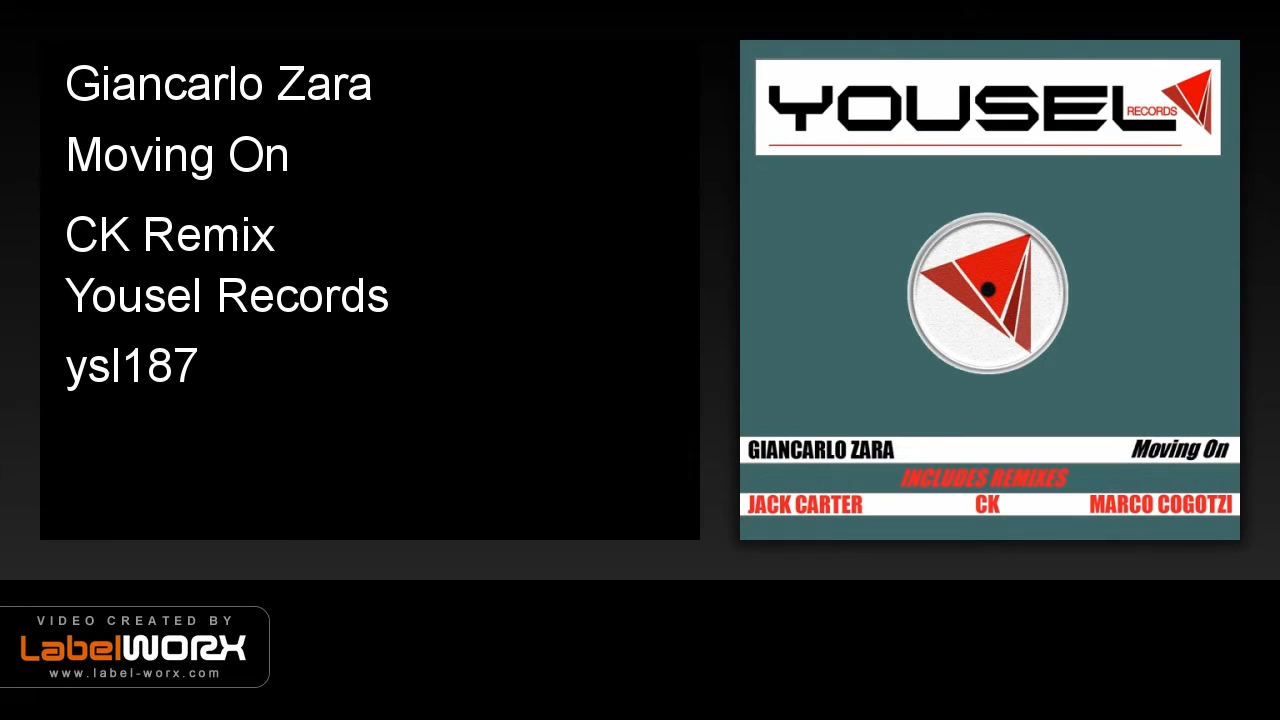 Giancarlo Zara
Moving On
CK Remix
Yousel Records
ysl187
YOUSEL RECORDS
GIANCARLO ZARA Moving On
INCLUDES REMIXES
JACK CARTER CK MARCO COGOTZI
VIDEO CREATED BY
LabelWORX
www.label-worx.com